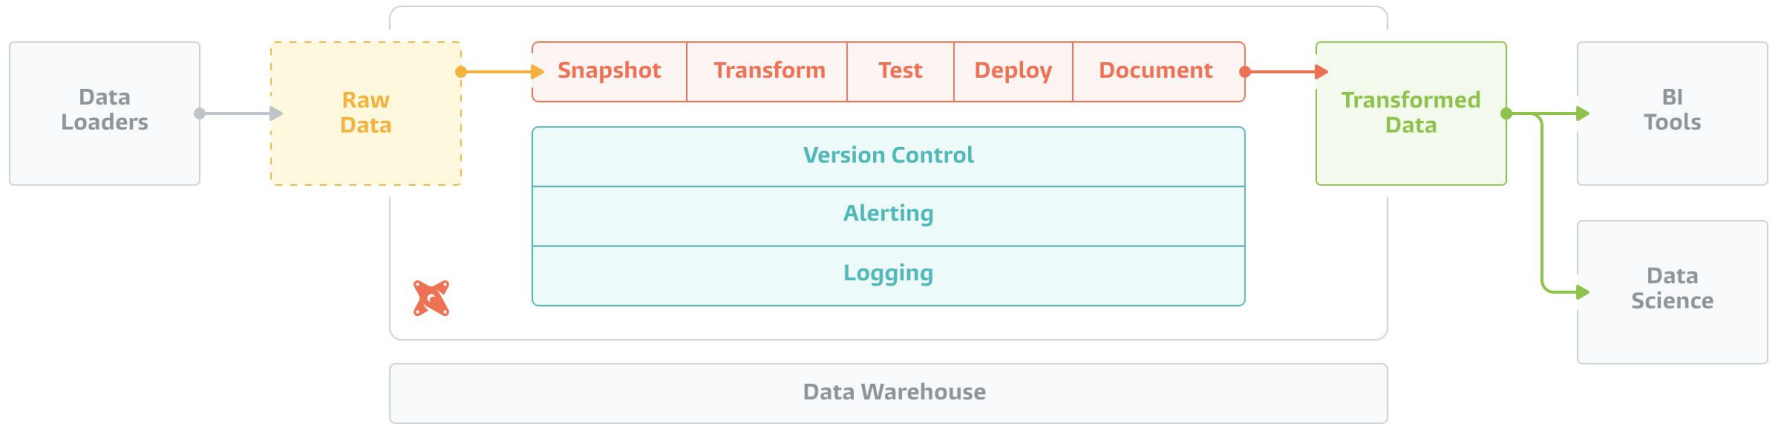 Data
Loaders
Raw
Data
Snapshot
Transform
Test
Deploy
Document
Version Control
Alerting
Logging
Transformed
Data
BI
Tools
Data
Science
Data Warehouse